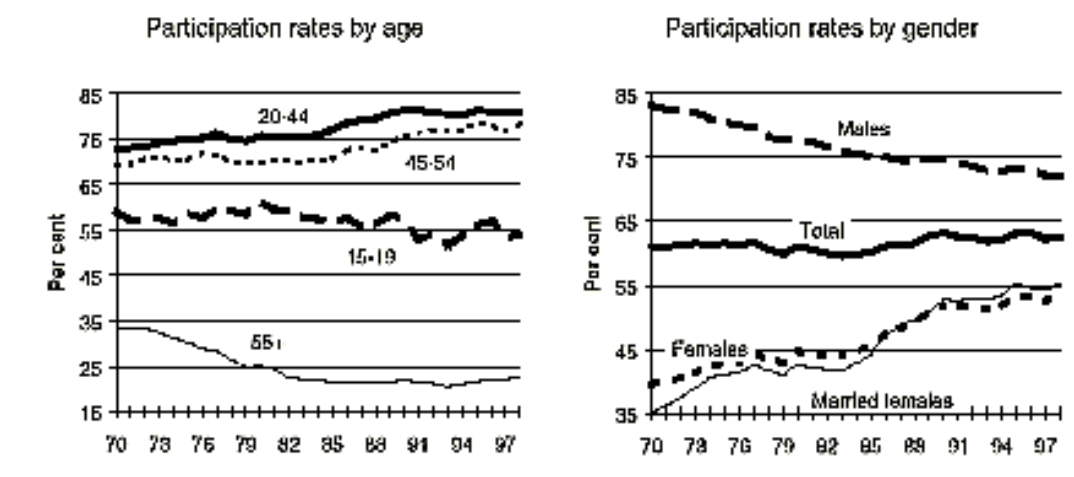 Participation rates by age
85
75
65
55
45
35
25
15
Per cent
20-44
45-54
15-19
55+
70 73 76 79 82 85 88 91 94 97
Participation rates by gender
85
75
65
55
45
35
Per cent
Males
Total
Females
Married females
70 73 76 79 82 85 88 91 94 97